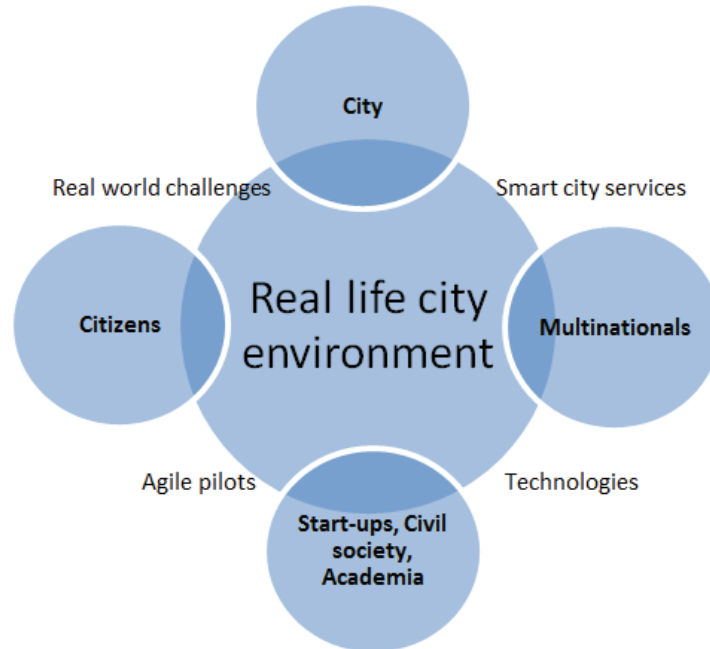 City
Real world challenges
Smart city services
Real life city
environment
Citizens
Multinationals
Agile pilots
Technologies
Start-ups, Civil
society,
Academia